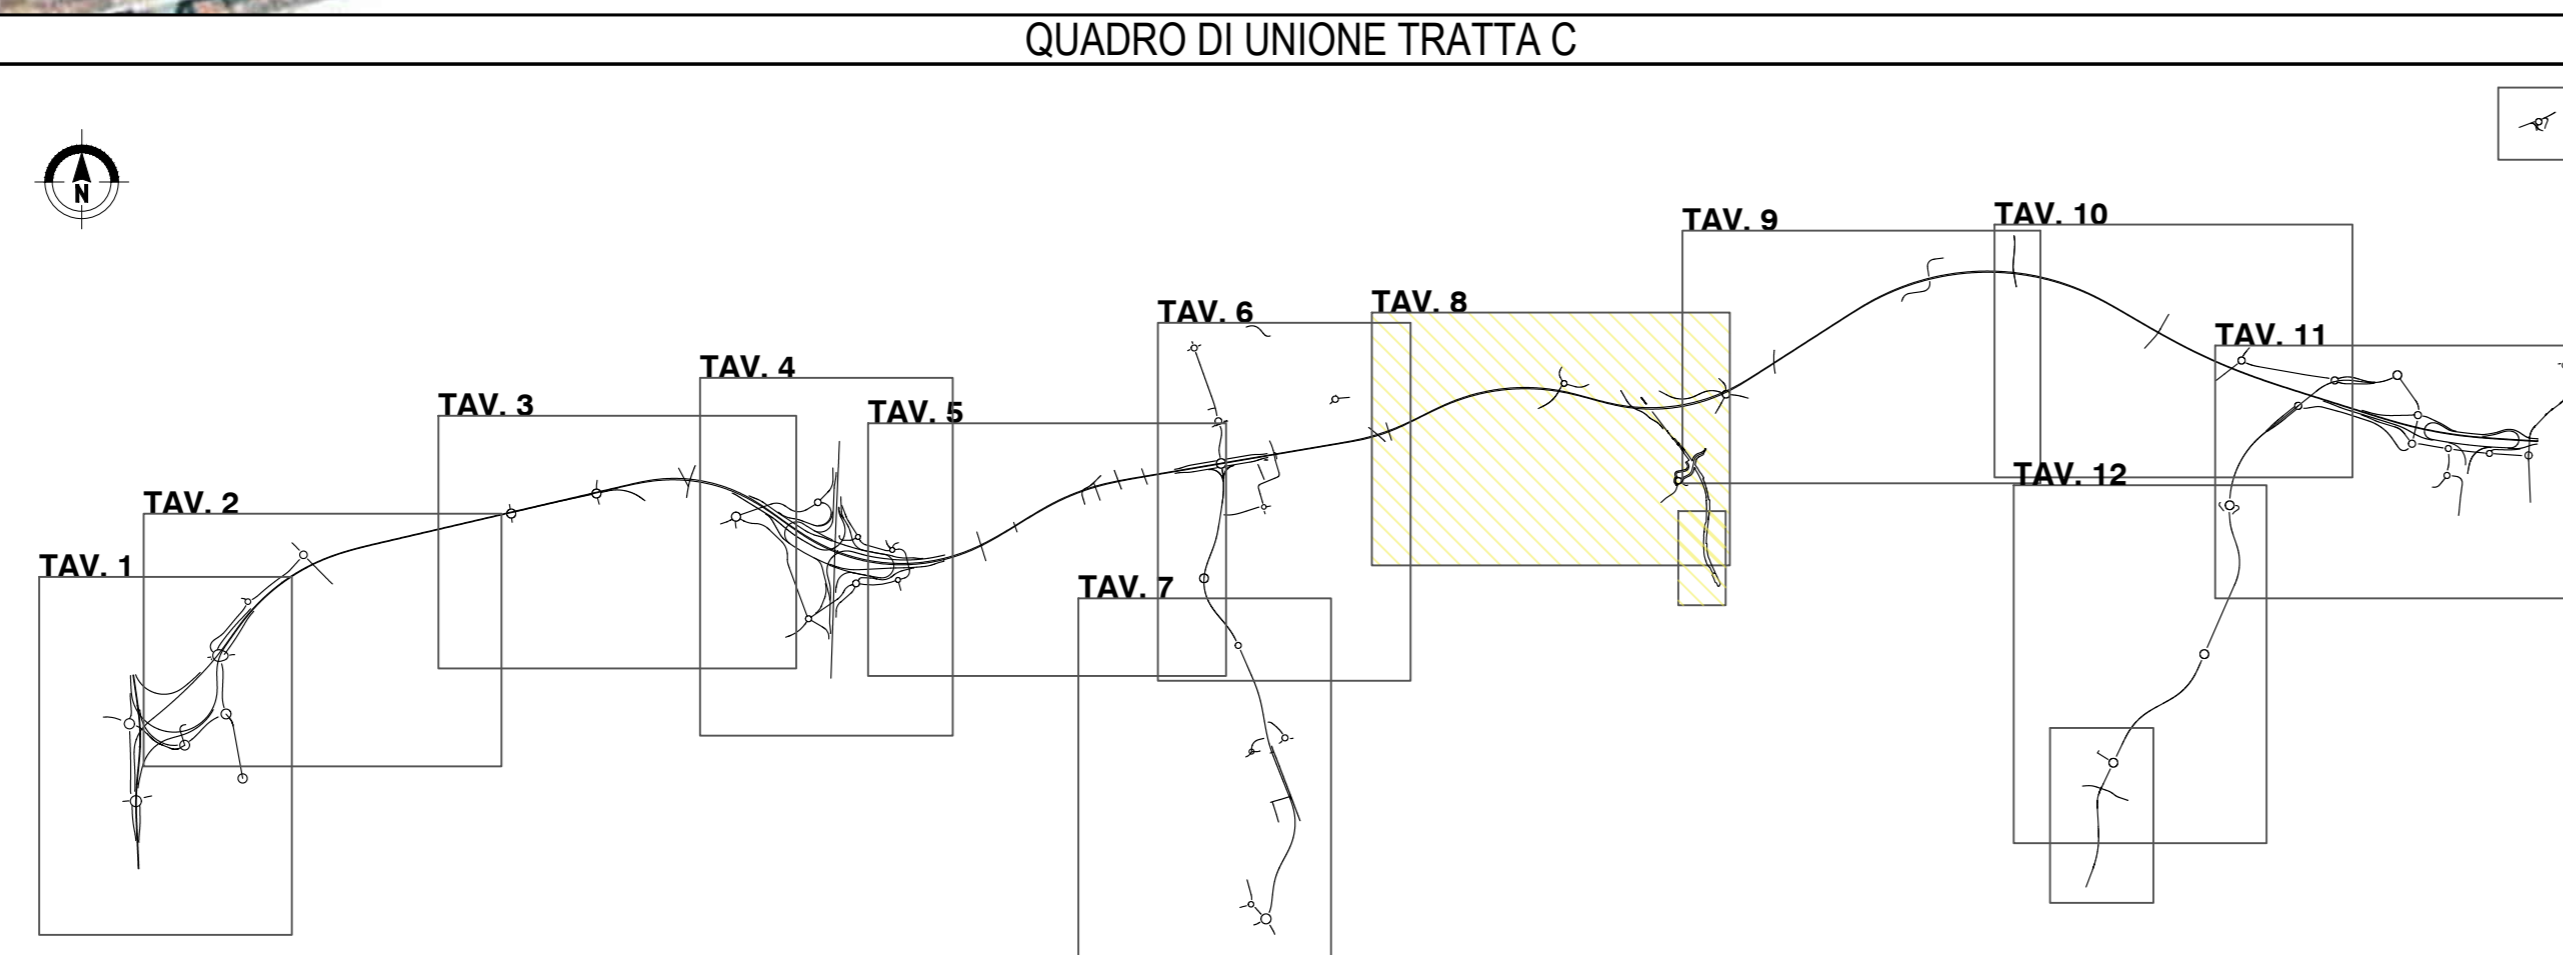 QUADRO DI UNIONE TRATTA C
N
TAV. 1
TAV. 2
TAV. 3
TAV. 4
TAV. 5
TAV. 6
TAV. 7
TAV. 8
TAV. 9
TAV. 10
TAV. 11
TAV. 12